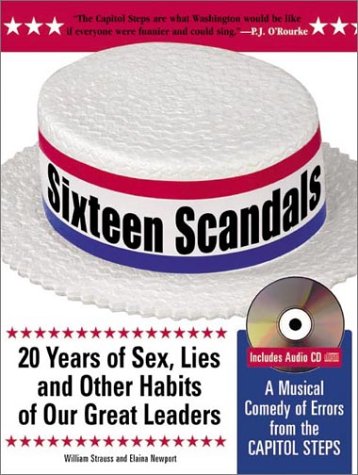 "The Capitol Steps are what Washington would be like
if everyone were funnier and could sing."—P.J. O'Rourke
Sixteen Scandals
20 Years of Sex, Lies
and Other Habits
of Our Great Leaders
William Strauss and Elaina Newport
Includes Audio CD
A Musical
Comedy of Errors
from the
CAPITOL STEPS